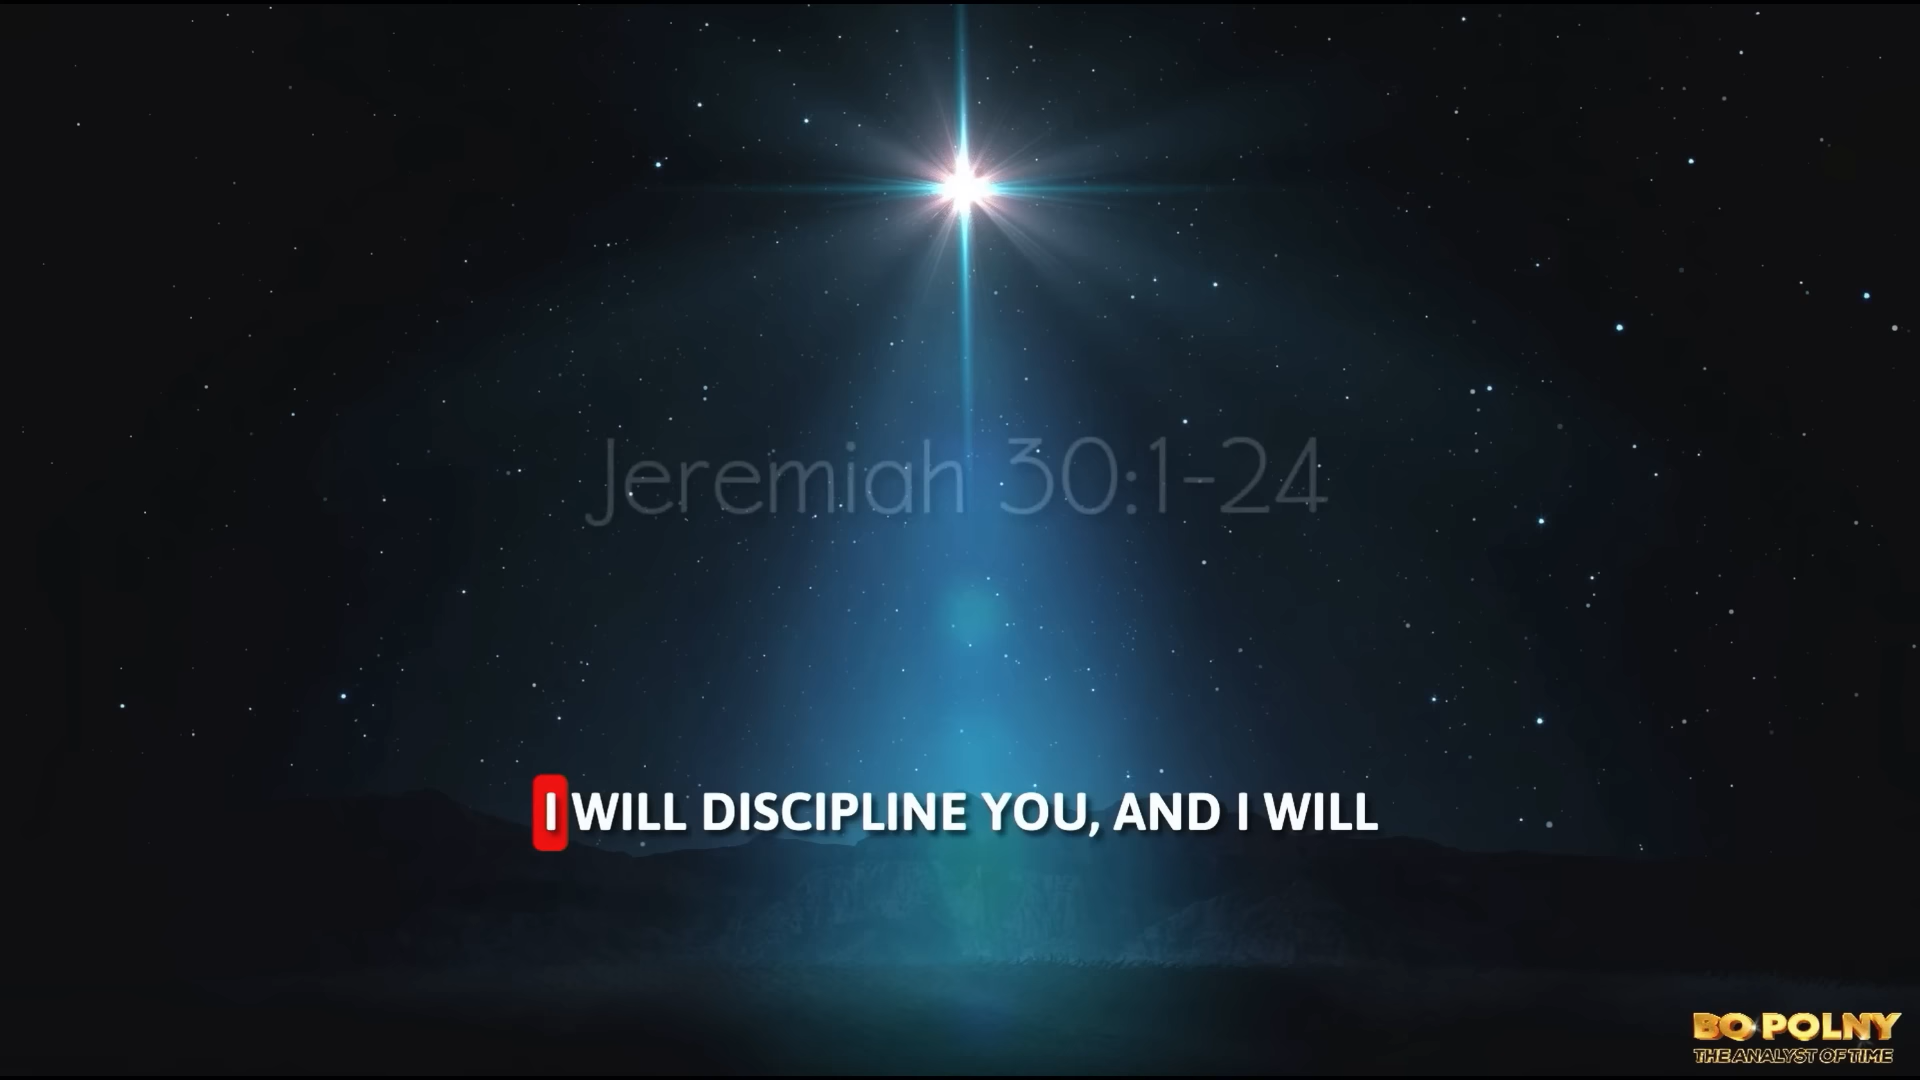 Jeremiah 30:1-24
I WILL DISCIPLINE YOU, AND I WILL
BO POLNY
THE ANALYST OF TIME